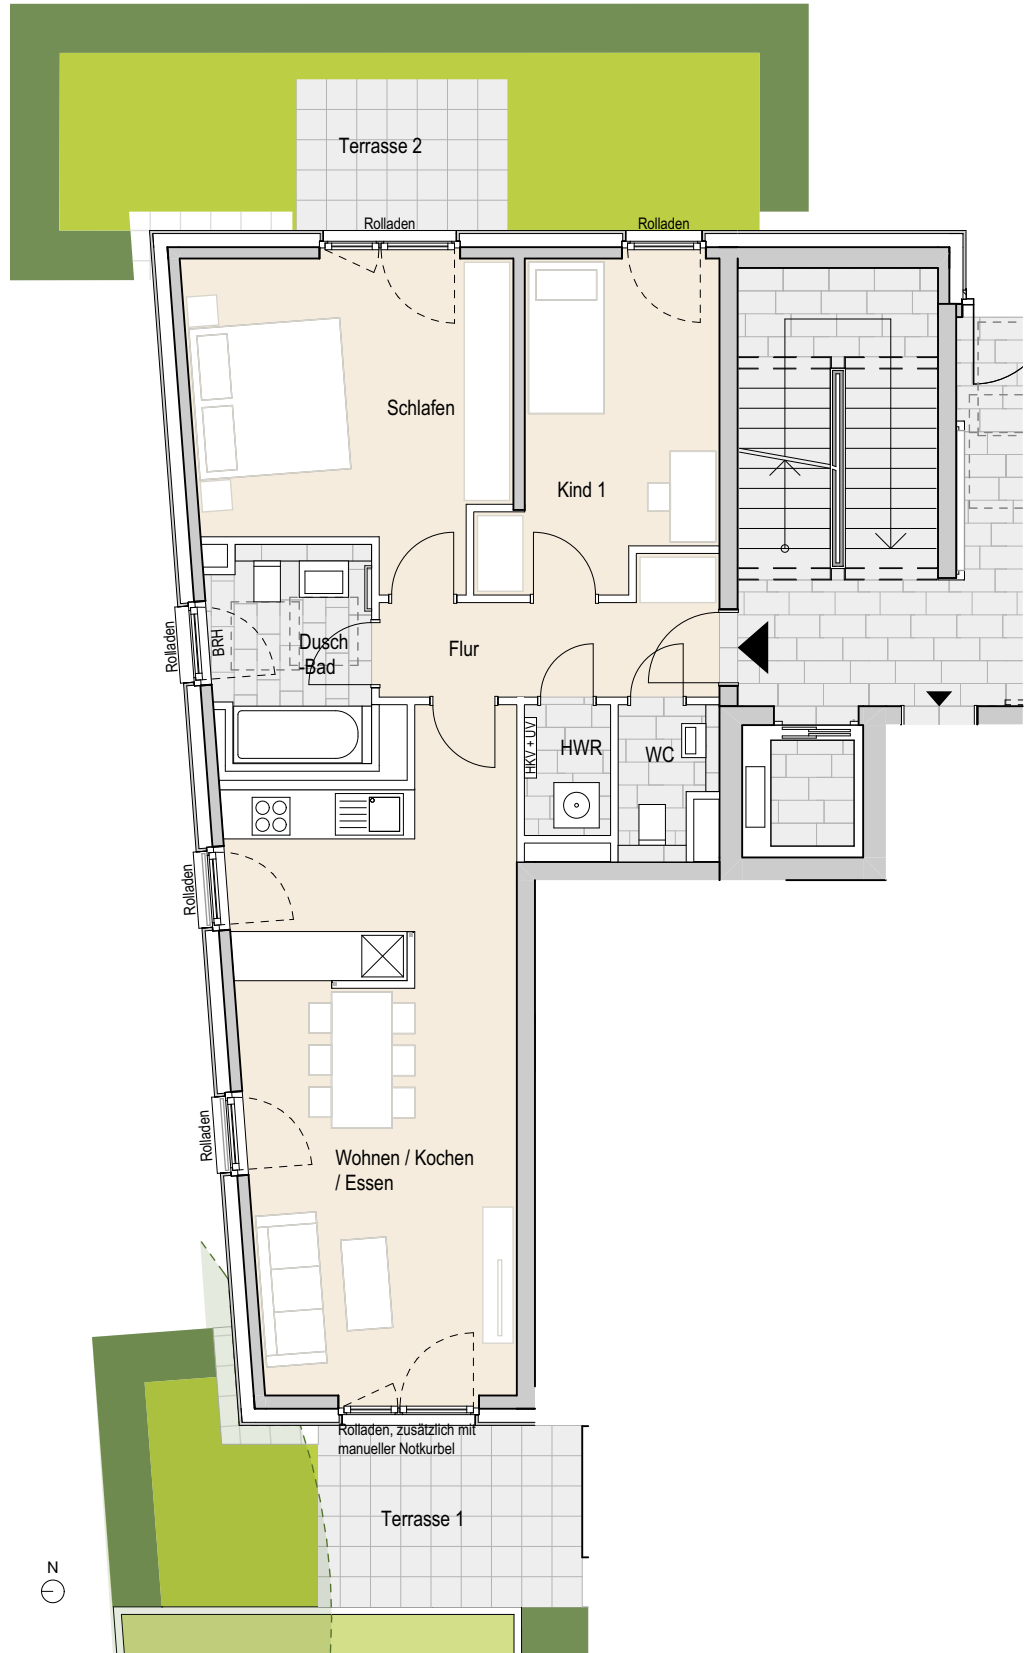 Terrasse 2
Rolladen
Rolladen
Schlafen
Kind 1
Rolladen
BRH
Dusch
-Bad
Flur
HKV + UV
HWR
WC
Rolladen
Rolladen
Wohnen / Kochen
/ Essen
Rolladen, zusätzlich mit
manueller Notkurbel
Terrasse 1
N